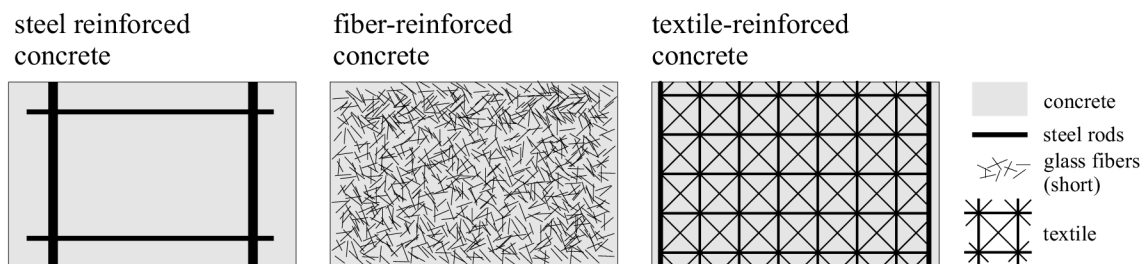 steel reinforced
concrete
fiber-reinforced
concrete
textile-reinforced
concrete
concrete
steel rods
glass fibers
(short)
textile